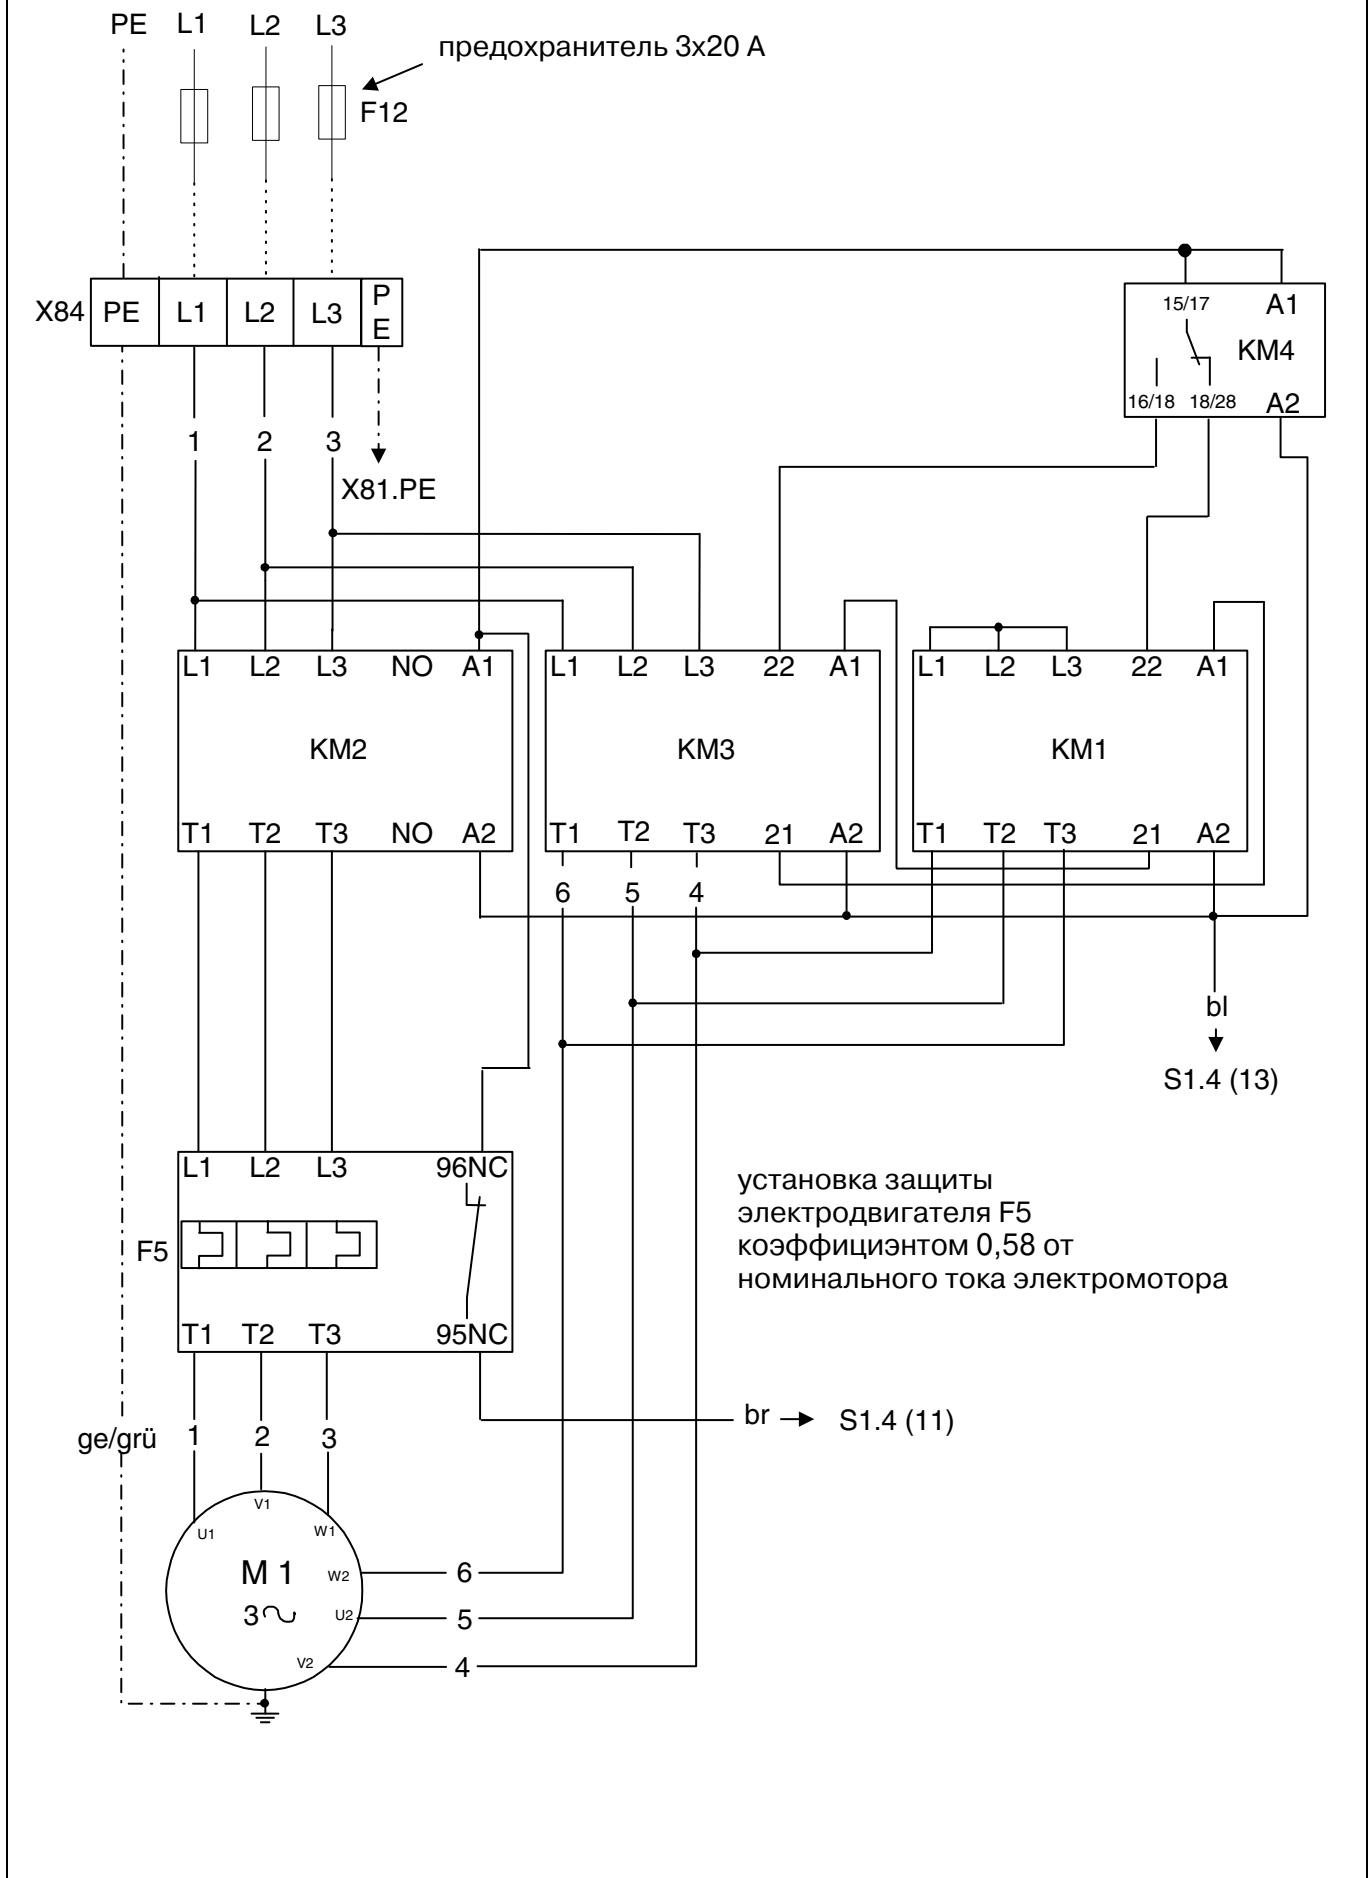 PE L1 L2 L3
предохранитель 3x20 А
F12
X84 PE L1 L2 L3 P
E
15/17 A1
KM4
16/18 18/28 A2
1 2 3
X81.PE
L1 L2 L3 NO A1
L1 L2 L3 22 A1
L1 L2 L3 22 A1
KM2 KM3 KM1
T1 T2 T3 NO A2
T1 T2 T3 21 A2
T1 T2 T3 21 A2
6 5 4
bl
S1.4 (13)
L1 L2 L3 96NC
F5
T1 T2 T3 95NC
установка защиты
электродвигателя F5
коэффициэнтом 0,58 от
номинального тока электромотора
br S1.4 (11)
ge/grü 1 2 3
V1
U1 W1
M 1
W2 6
3
U2 5
V2 4